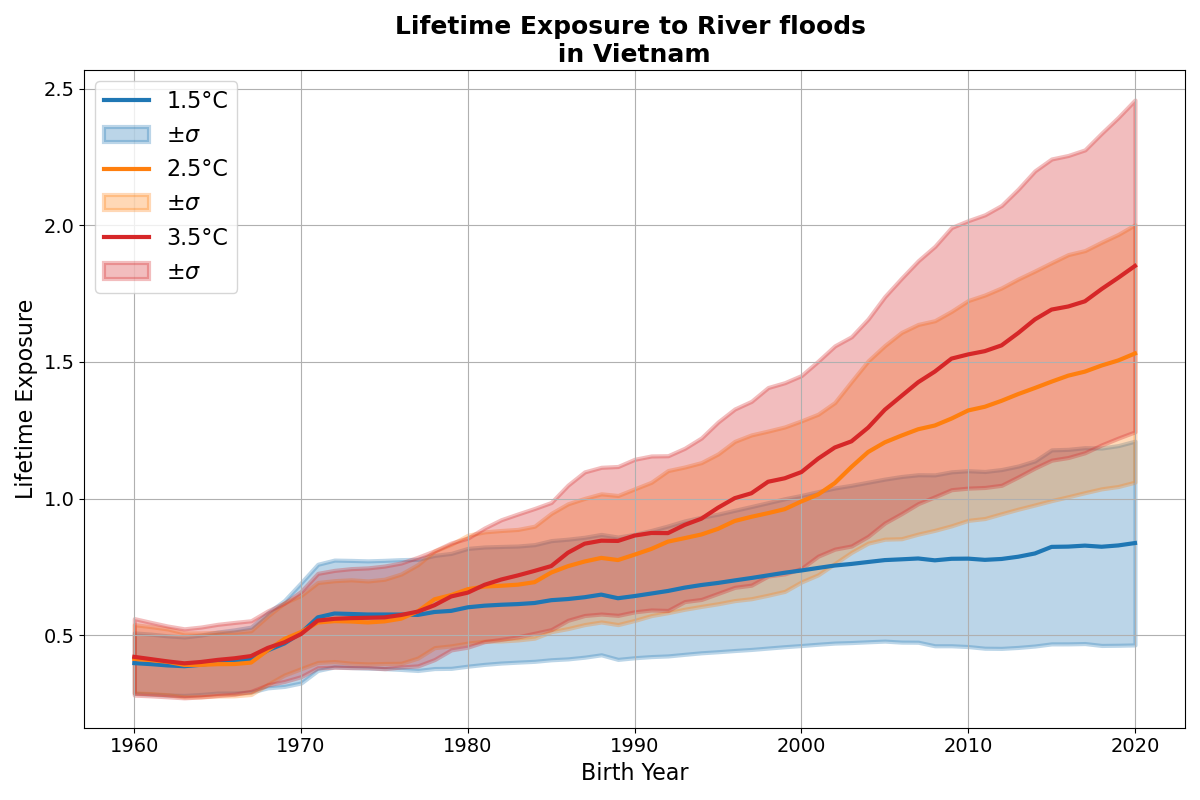 Lifetime Exposure to River floods
in Vietnam
2.5
2.0
1.5
1.0
0.5
Lifetime Exposure
1.5°C
±σ
2.5°C
±σ
3.5°C
±σ
1960 1970 1980 1990 2000 2010 2020
Birth Year